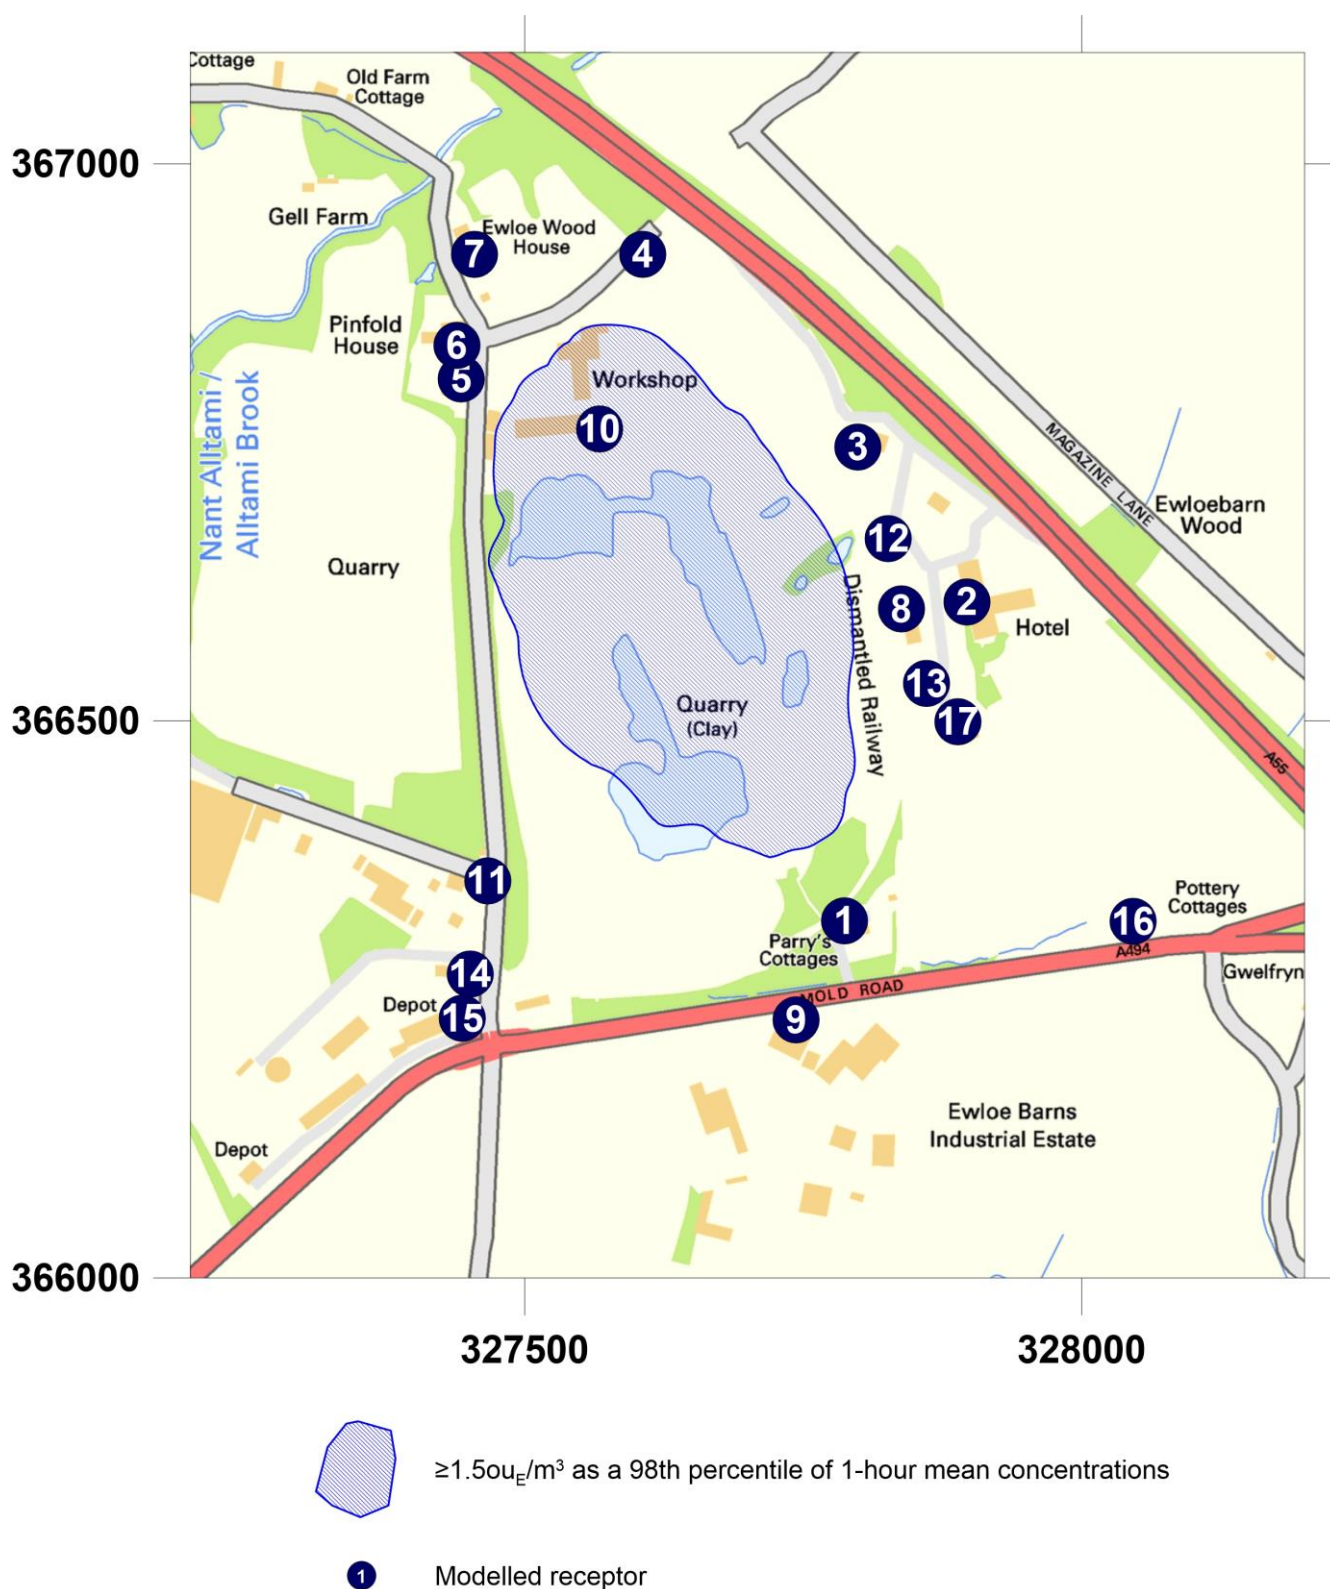 Cottage
Old Farm
Cottage
367000
Gell Farm
Ewloe Wood
House
7
4
Pinfold
House
6
5
Workshop
10
3
Nant Alltami /
Alltami Brook
MAGAZINE LANE
Ewloebarn
Wood
12
Quarry
Dismantled Railway
8
2
Hotel
13
366500
Quarry
(Clay)
17
A55
11
1
16
Pottery
Cottages
Parry's
Cottages
A494
Gwelfryn
14
Depot
15
MOLD ROAD
9
Ewloe Barns
Industrial Estate
Depot
366000
327500
328000
≥1.5ouE/m³ as a 98th percentile of 1-hour mean concentrations
1
Modelled receptor